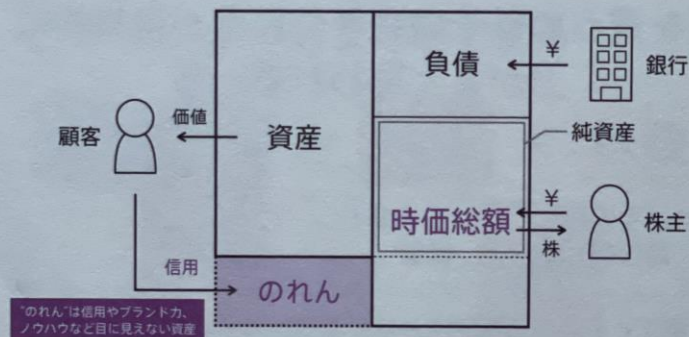 負債
¥
銀行
価値
顧客
資産
純資産
¥
時価総額
株主
株
信用
のれん
"のれん"は信用やブランド力、
ノウハウなど目に見えない資産